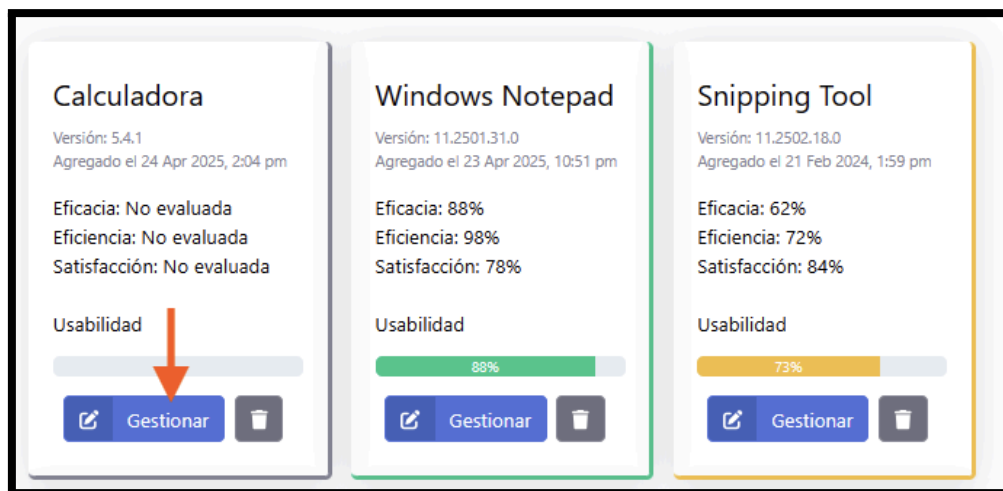 Calculadora
Versión: 5.4.1
Agregado el 24 Apr 2025, 2:04 pm
Eficacia: No evaluada
Eficiencia: No evaluada
Satisfacción: No evaluada
Usabilidad
Gestionar
Windows Notepad
Versión: 11.2501.31.0
Agregado el 23 Apr 2025, 10:51 pm
Eficacia: 88%
Eficiencia: 98%
Satisfacción: 78%
Usabilidad
88%
Gestionar
Snipping Tool
Versión: 11.2502.18.0
Agregado el 21 Feb 2024, 1:59 pm
Eficacia: 62%
Eficiencia: 72%
Satisfacción: 84%
Usabilidad
73%
Gestionar